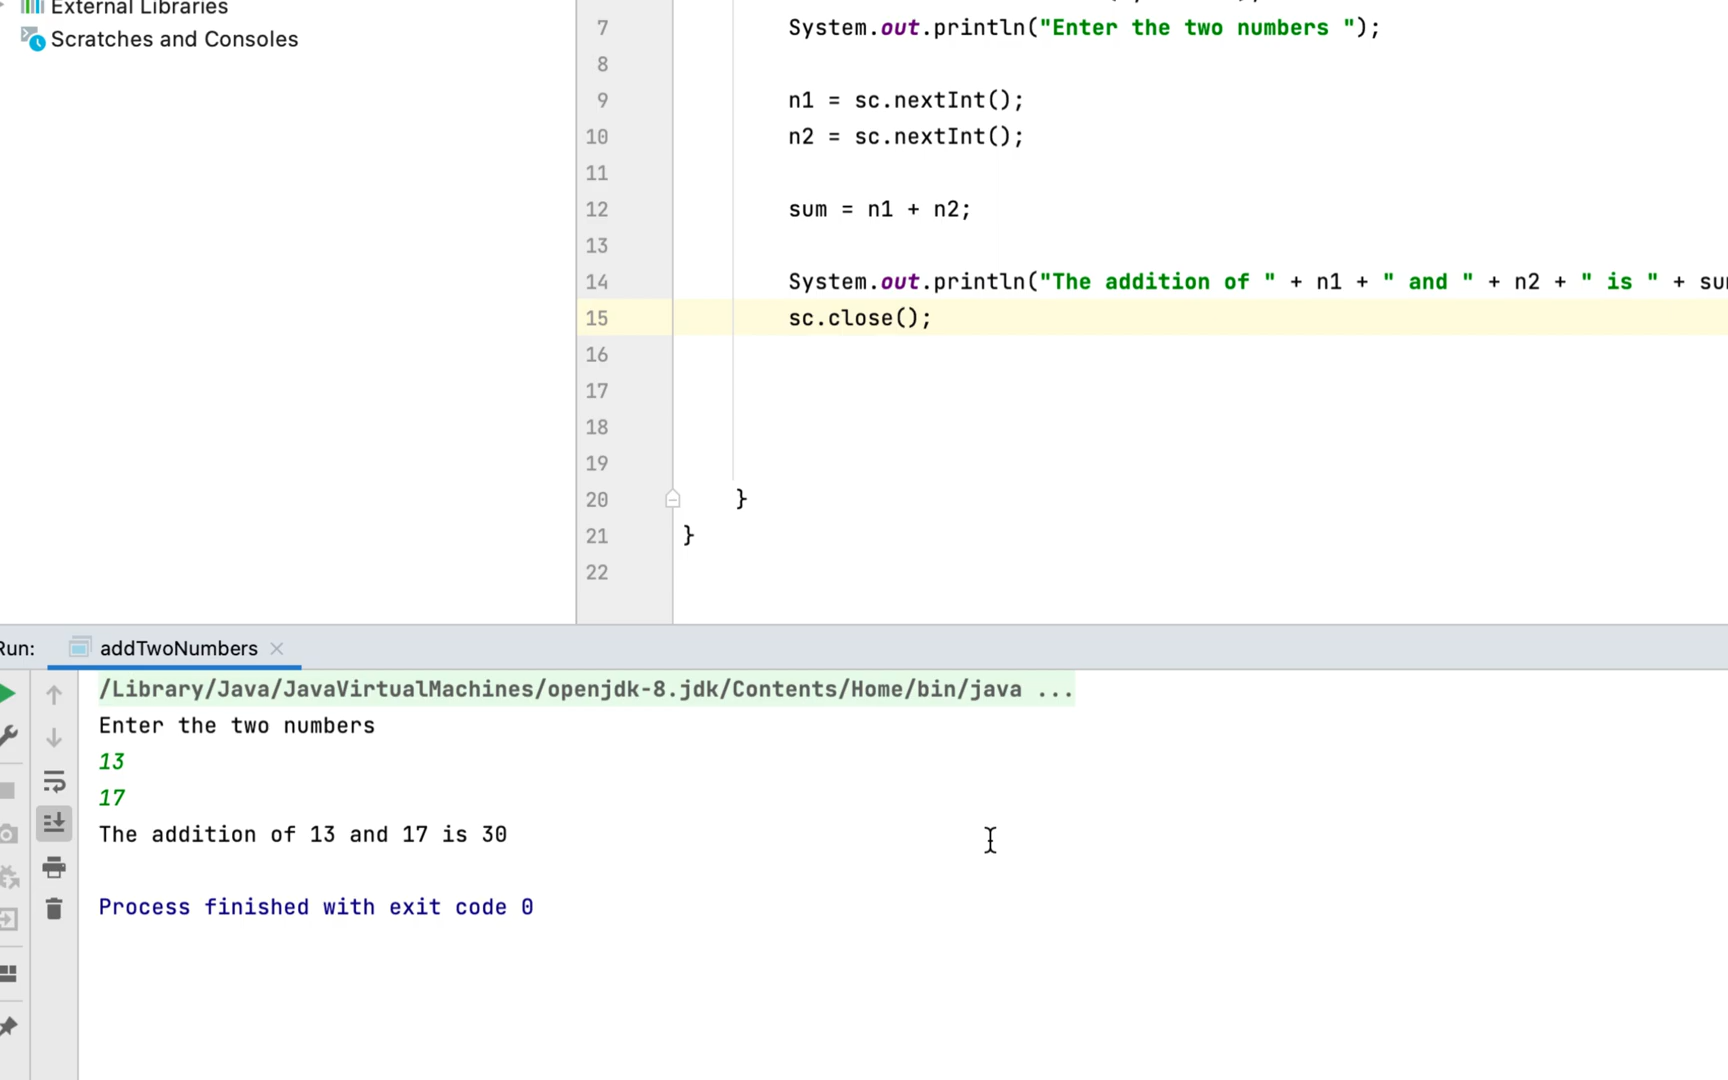 External Libraries
Scratches and Consoles
7 System.out.println("Enter the two numbers ");
8
9 n1 = sc.nextInt();
10 n2 = sc.nextInt();
11
12 sum = n1 + n2;
13
14 System.out.println("The addition of " + n1 + " and " + n2 + " is " + su
15 sc.close();
16
17
18
19
20 }
21 }
22
Run: addTwoNumbers
/Library/Java/JavaVirtualMachines/openjdk-8.jdk/Contents/Home/bin/java ...
Enter the two numbers
13
17
The addition of 13 and 17 is 30
Process finished with exit code 0